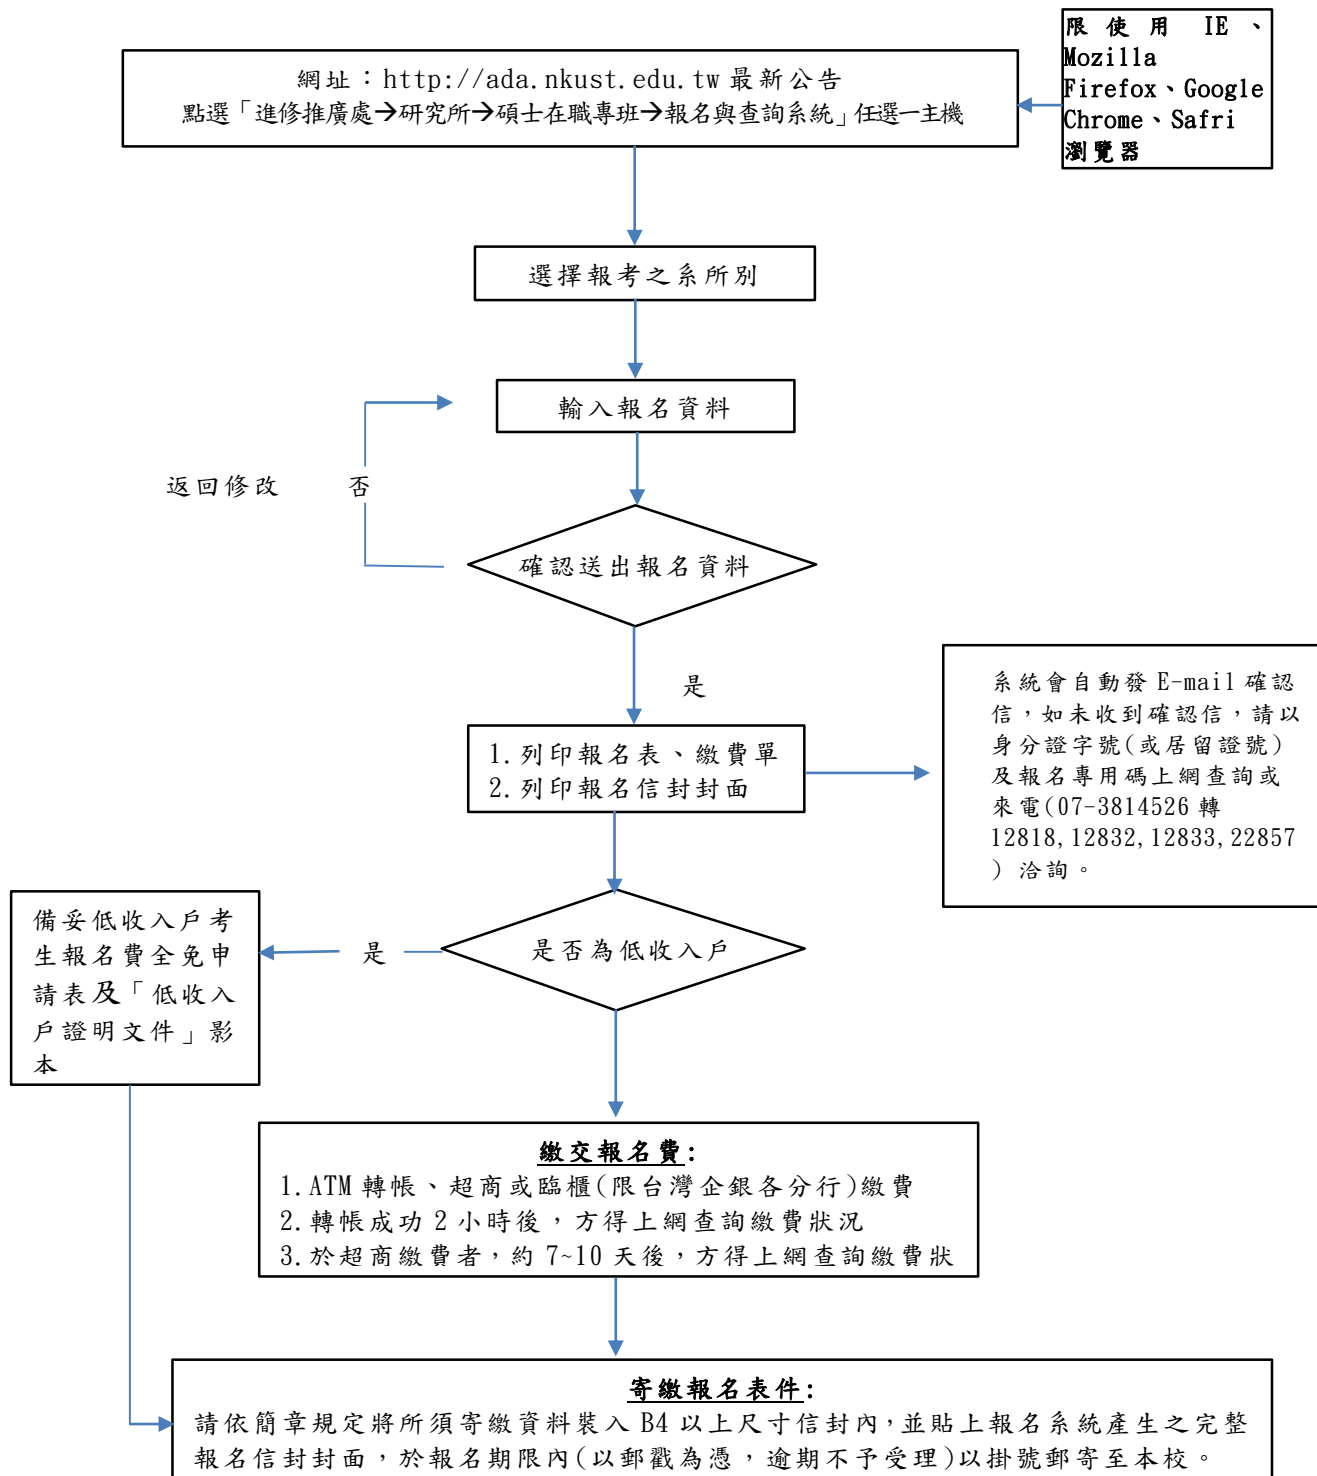 限使用 IE、
Mozilla
Firefox、Google
Chrome、Safri
瀏覽器
網址：http://ada.nkust.edu.tw 最新公告
點選「進修推廣處→研究所→碩士在職專班→報名與查詢系統」任選一主機
選擇報考之系所別
輸入報名資料
返回修改 否
確認送出報名資料
是
1.列印報名表、繳費單
2.列印報名信封封面
系統會自動發 E-mail 確認
信，如未收到確認信，請以
身分證字號(或居留證號)
及報名專用碼上網查詢或
來電(07-3814526 轉
12818,12832,12833,22857
) 洽詢。
是否為低收入戶
是
備妥低收入戶考
生報名費全免申
請表及「低收入
戶證明文件」影
本
繳交報名費:
1.ATM 轉帳、超商或臨櫃(限台灣企銀各分行)繳費
2.轉帳成功 2 小時後，方得上網查詢繳費狀況
3.於超商繳費者，約 7~10 天後，方得上網查詢繳費狀
寄繳報名表件:
請依簡章規定將所須寄繳資料裝入 B4 以上尺寸信封內，並貼上報名系統產生之完整
報名信封封面，於報名期限內(以郵戳為憑，逾期不予受理)以掛號郵寄至本校。